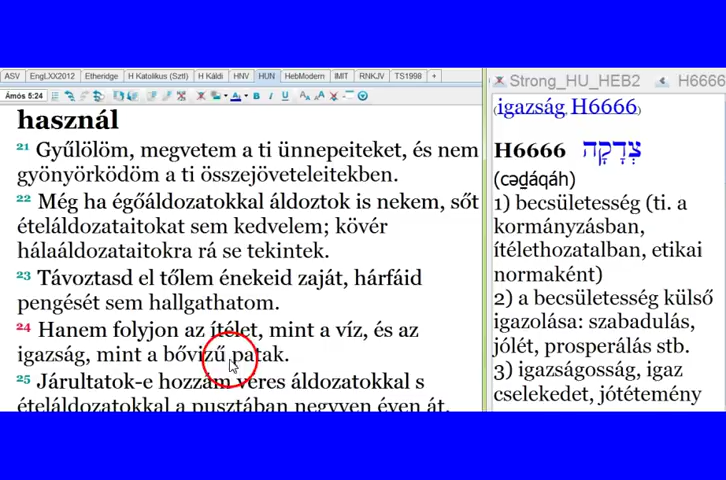 ASV EngLXX2012 Etheridge H Katolikus (Sztl) H Káldi HNV HUN HebModern IMIT RNKJV TS1998 +
Ámós 5:24
használ
21 Gyűlölöm, megvetem a ti ünnepeiteket, és nem
gyönyörködöm a ti összejöveteleitekben.
22 Még ha égőáldozatokkal áldoztok is nekem, sőt
ételáldozataitokat sem kedvelem; kövér
hálaáldozataitokra rá se tekintek.
23 Távoztasd el tőlem énekeid zaját, hárfáid
pengését sem hallgathatom.
24 Hanem folyjon az ítélet, mint a víz, és az
igazság, mint a bővizű patak.
25 Járultatok-e hozzám véres áldozatokkal s
ételáldozatokkal a pusztában negyven éven át,
Strong_HU_HEB2 H6666
(igazság, H6666)
H6666 צְדָקָה
(cəḏáqáh)
1) becsületesség (ti. a
kormányzásban,
ítélethozatalban, etikai
normaként)
2) a becsületesség külső
igazolása: szabadulás,
jólét, prosperálás stb.
3) igazságosság, igaz
cselekedet, jótétemény